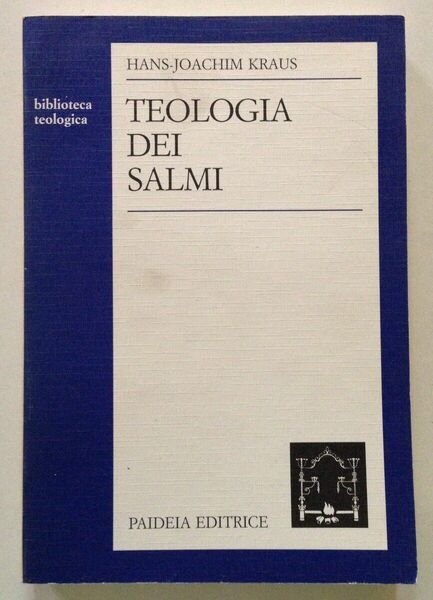 HANS-JOACHIM KRAUS
biblioteca
teologica
TEOLOGIA
DEI
SALMI
PAIDEIA EDITRICE